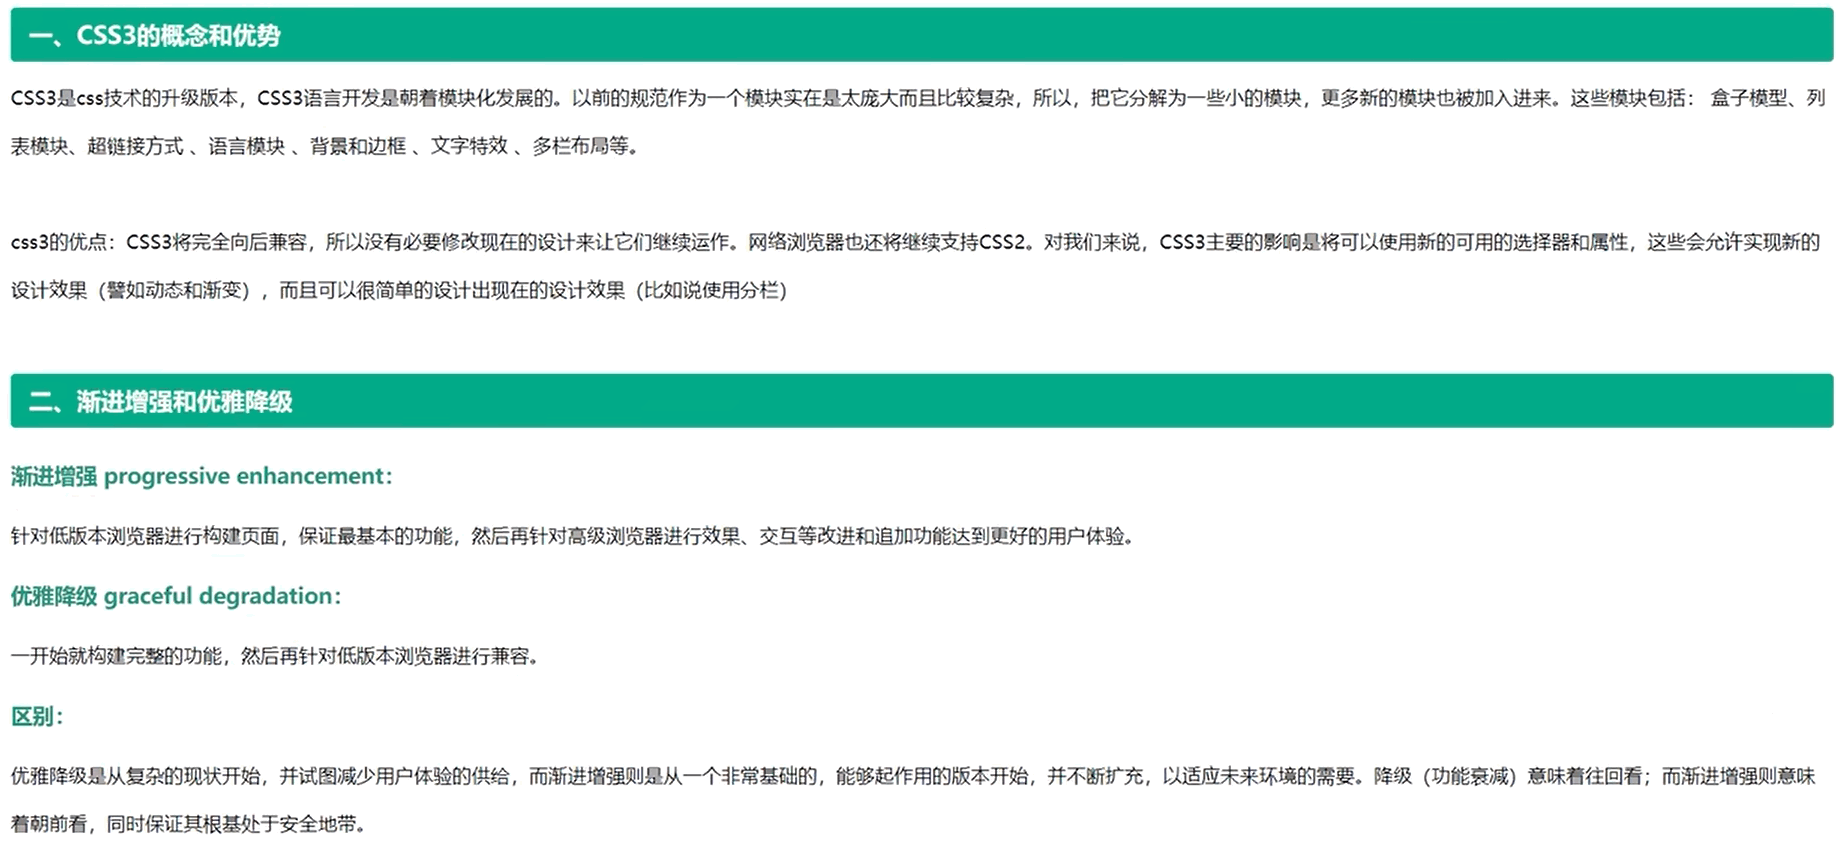 一、CSS3的概念和优势
CSS3是css技术的升级版本，CSS3语言开发是朝着模块化发展的。以前的规范作为一个模块实在是太庞大而且比较复杂，所以，把它分解为一些小的模块，更多新的模块也被加入进来。这些模块包括： 盒子模型、列
表模块、超链接方式 、语言模块 、背景和边框 、文字特效 、多栏布局等。
css3的优点：CSS3将完全向后兼容，所以没有必要修改现在的设计来让它们继续运作。网络浏览器也还将继续支持CSS2。对我们来说，CSS3主要的影响是将可以使用新的可用的选择器和属性，这些会允许实现新的
设计效果（譬如动态和渐变），而且可以很简单的设计出现在的设计效果（比如说使用分栏）
二、渐进增强和优雅降级
渐进增强 progressive enhancement：
针对低版本浏览器进行构建页面，保证最基本的功能，然后再针对高级浏览器进行效果、交互等改进和追加功能达到更好的用户体验。
优雅降级 graceful degradation：
一开始就构建完整的功能，然后再针对低版本浏览器进行兼容。
区别：
优雅降级是从复杂的现状开始，并试图减少用户体验的供给，而渐进增强则是从一个非常基础的，能够起作用的版本开始，并不断扩充，以适应未来环境的需要。降级（功能衰减）意味着往回看；而渐进增强则意味
着朝前看，同时保证其根基处于安全地带。